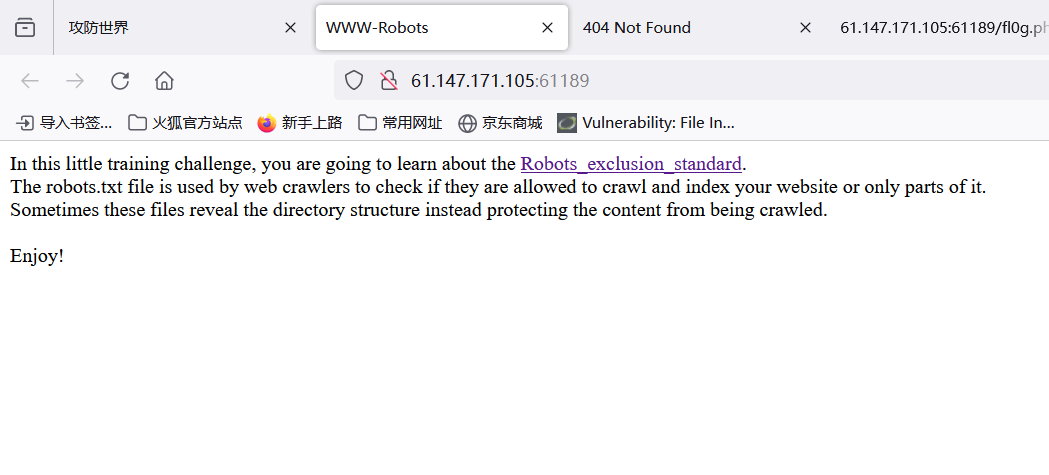 攻防世界
WWW-Robots
404 Not Found
61.147.171.105:61189/fl0g.ph
61.147.171.105:61189
导入书签...
火狐官方站点
新手上路
常用网址
京东商城
Vulnerability: File In...
In this little training challenge, you are going to learn about the Robots_exclusion_standard.
The robots.txt file is used by web crawlers to check if they are allowed to crawl and index your website or only parts of it.
Sometimes these files reveal the directory structure instead protecting the content from being crawled.
Enjoy!